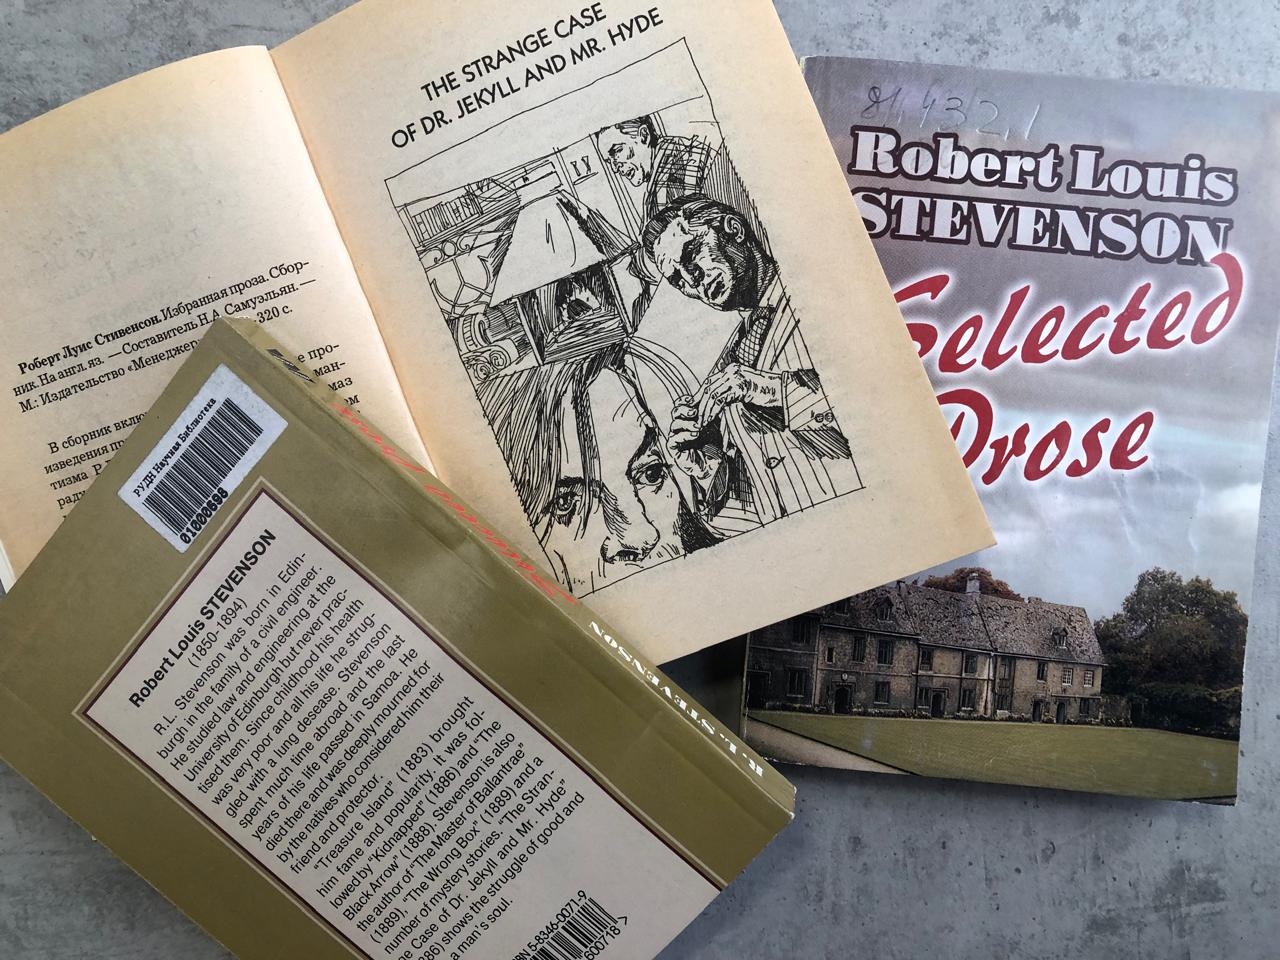 THE STRANGE CASE
OF DR. JEKYLL AND MR. HYDE
Роберт Луис Стивенсон. Избранная проза. Сбор-
ник. На англ. яз. — Составитель Н.А. Самуэльян. —
М.: Издательство «Менеджер 320 с.
В сборник вклю
изведения пр
Robert Louis
STEVENSON
Selected
Prose
РУДН Научная Библиотека
01000698
Robert Louis STEVENSON
(1850-1894)
R.L. Stevenson was born in Edin-
burgh in the family of a civil engineer.
He studied law and engineering at the
University of Edinburgh but never prac-
tised them. Since childhood his health
was very poor and all his life he strug-
gled with a lung desease. Stevenson
spent much time abroad and the last
years of his life passed in Samoa. He
died there and was deeply mourned for
by the natives who considered him their
friend and protector.
"Treasure Island" (1883) brought
him fame and popularity. It was fol-
lowed by "Kidnapped" (1886) and "The
Black Arrow" (1888). Stevenson is also
the author of "The Master of Ballantrae"
(1889), "The Wrong Box" (1889) and a
number of mystery stories. "The Stran-
ge Case of Dr. Jekyll and Mr. Hyde"
886) shows the struggle of good and
a man's soul.
BN 5-8346-0071-9
600718 >
R. L. STEVENSON